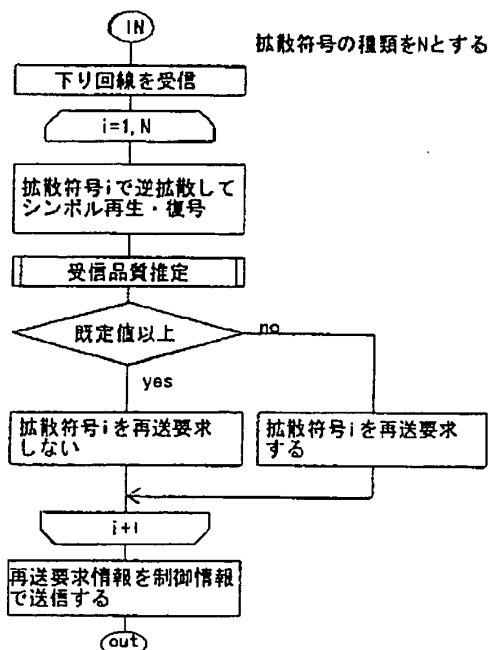 IN
拡散符号の種類をNとする
下り回線を受信
i=1,N
拡散符号iで逆拡散して
シンボル再生・復号
受信品質推定
既定値以上
no
yes
拡散符号iを再送要求
しない
拡散符号iを再送要求
する
i+1
再送要求情報を制御情報
で送信する
out